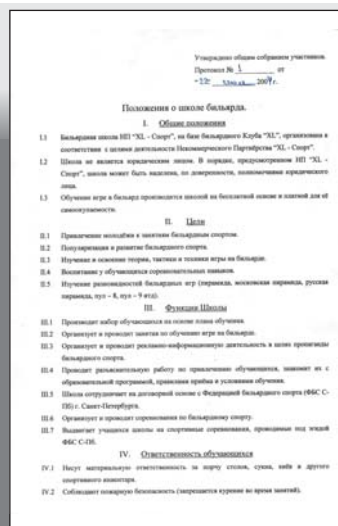 Утверждено общим собранием участников.
Протокол № 1 от
"22" 2007 г.
Положения о школе бильярда.
I. Общие положения
I.1 Бильярдная школа НП "XL - Спорт", на базе бильярдного Клуба "XL", организована в
соответствии с целями деятельности Некоммерческого Партнёрства "XL - Спорт".
I.2 Школа не является юридическим лицом. В порядке, предусмотренном НП "XL -
Спорт", школа может быть наделена, по доверенности, полномочиями юридического
лица.
I.3 Обучение игре в бильярд производится школой на бесплатной основе и платной для её
самоокупаемости.
II. Цели
II.1 Привлечение молодёжи к занятиям бильярдным спортом.
II.2 Популяризация и развитие бильярдного спорта.
II.3 Изучение и освоение теории, тактики и техники игры на бильярде.
II.4 Воспитание у обучающихся соревновательных навыков.
II.5 Изучение разновидностей бильярдных игр (пирамида, московская пирамида, русская
пирамида, пул – 8, пул – 9 итд).
III. Функции Школы
III.1 Производит набор обучающихся на основе плана обучения.
III.2 Организует и проводит занятия по обучению игре на бильярде.
III.3 Организует и проводит рекламно-информационную деятельность в целях пропаганды
бильярдного спорта.
III.4 Проводит разъяснительную работу по привлечению обучающихся, знакомит их с
образовательной программой, правилами приёма и условиями обучения.
III.5 Школа сотрудничает на договорной основе с Федерацией бильярдного спорта (ФБС С-
Пб) г. Санкт-Петербурга.
III.6 Организует и проводит соревнования по бильярдному спорту.
III.7 Выдвигает учащихся школы на спортивные соревнования, проводимые под эгидой
ФБС С-Пб.
IV. Ответственность обучающихся
IV.1 Несут материальную ответственность за порчу столов, сукна, киёв и другого
спортивного инвентаря.
IV.2 Соблюдают пожарную безопасность (запрещается курение во время занятий).